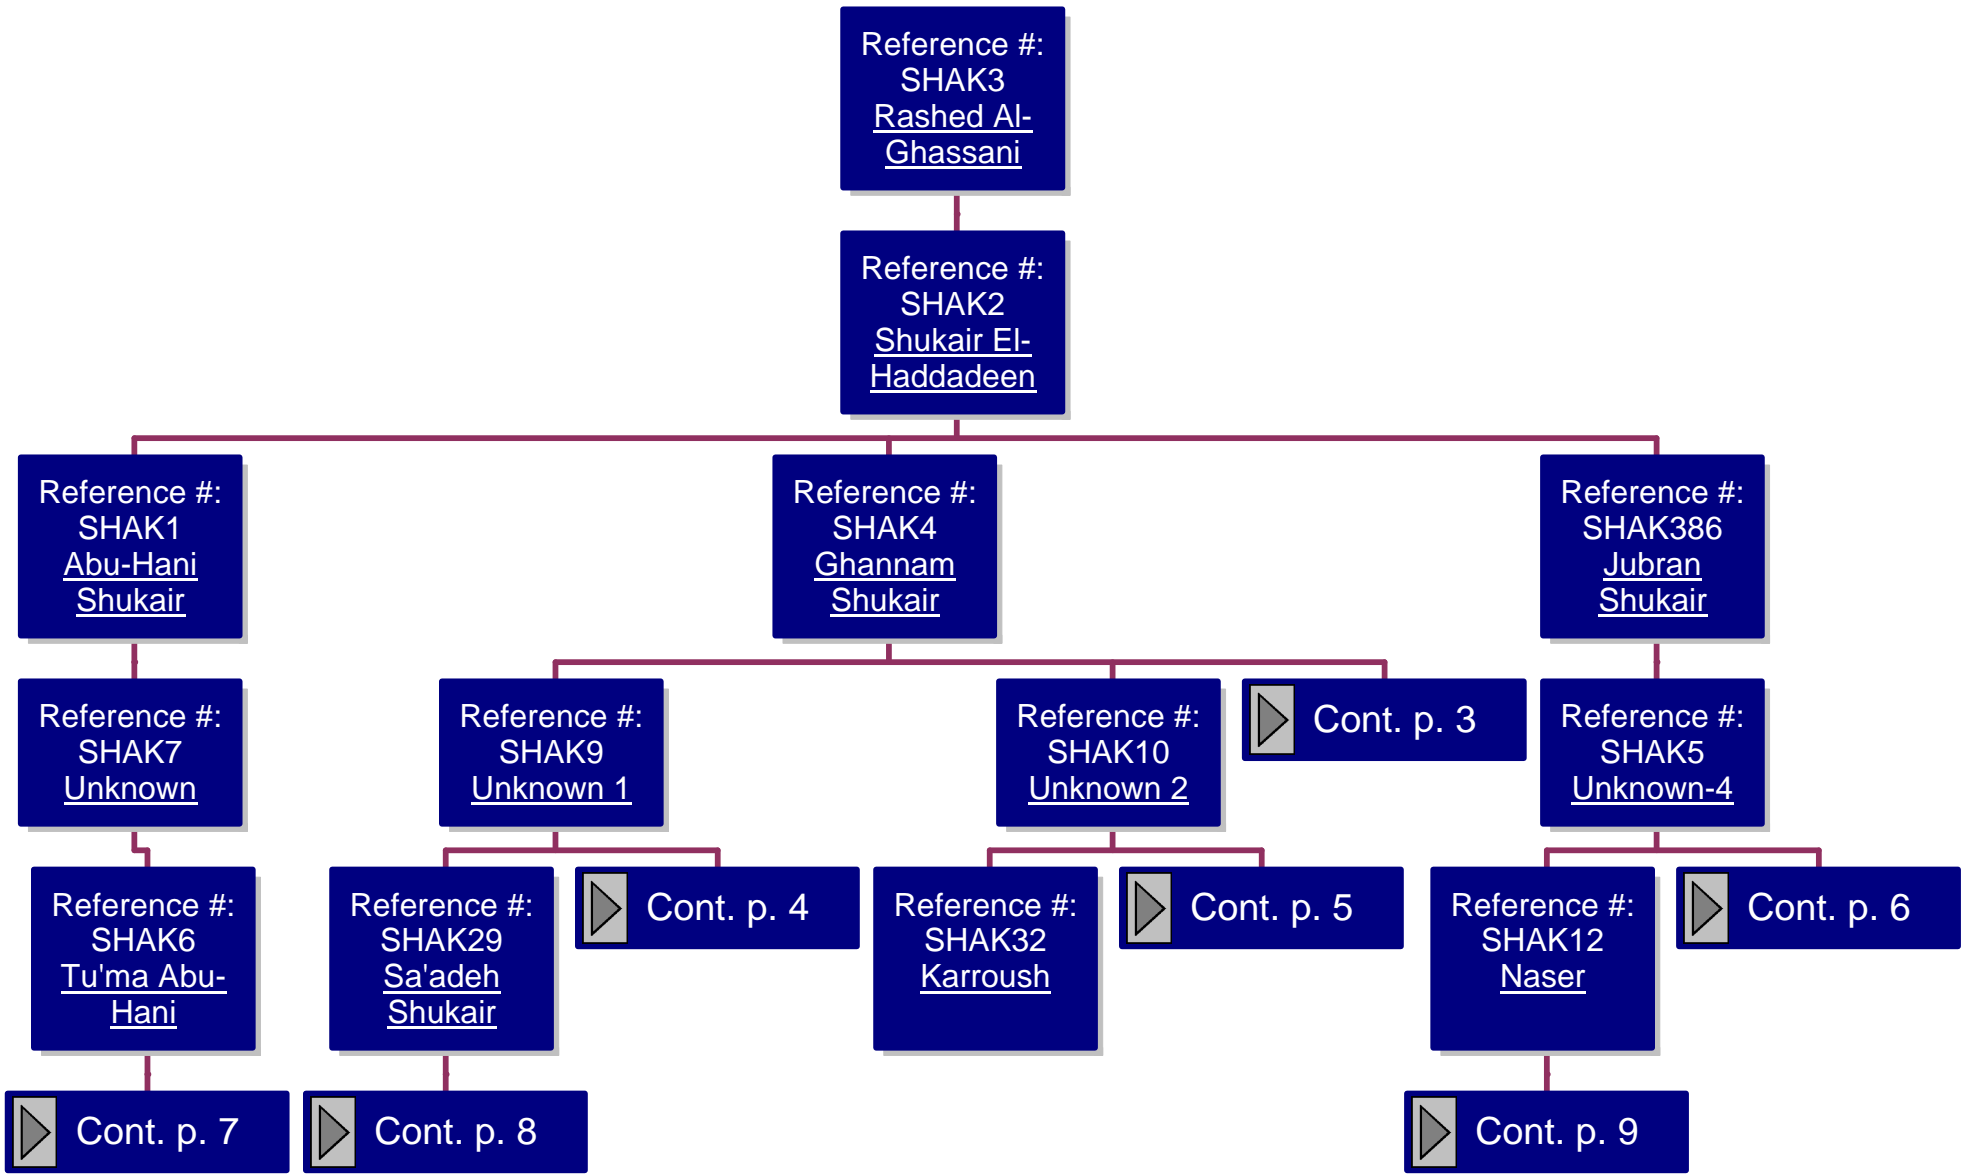 Reference #:
SHAK3
Rashed Al-
Ghassani
Reference #:
SHAK2
Shukair El-
Haddadeen
Reference #:
SHAK1
Abu-Hani
Shukair
Reference #:
SHAK4
Ghannam
Shukair
Reference #:
SHAK386
Jubran
Shukair
Reference #:
SHAK7
Unknown
Reference #:
SHAK9
Unknown 1
Reference #:
SHAK10
Unknown 2
Cont. p. 3
Reference #:
SHAK5
Unknown-4
Reference #:
SHAK6
Tu'ma Abu-
Hani
Reference #:
SHAK29
Sa'adeh
Shukair
Cont. p. 4
Reference #:
SHAK32
Karroush
Cont. p. 5
Reference #:
SHAK12
Naser
Cont. p. 6
Cont. p. 7
Cont. p. 8
Cont. p. 9